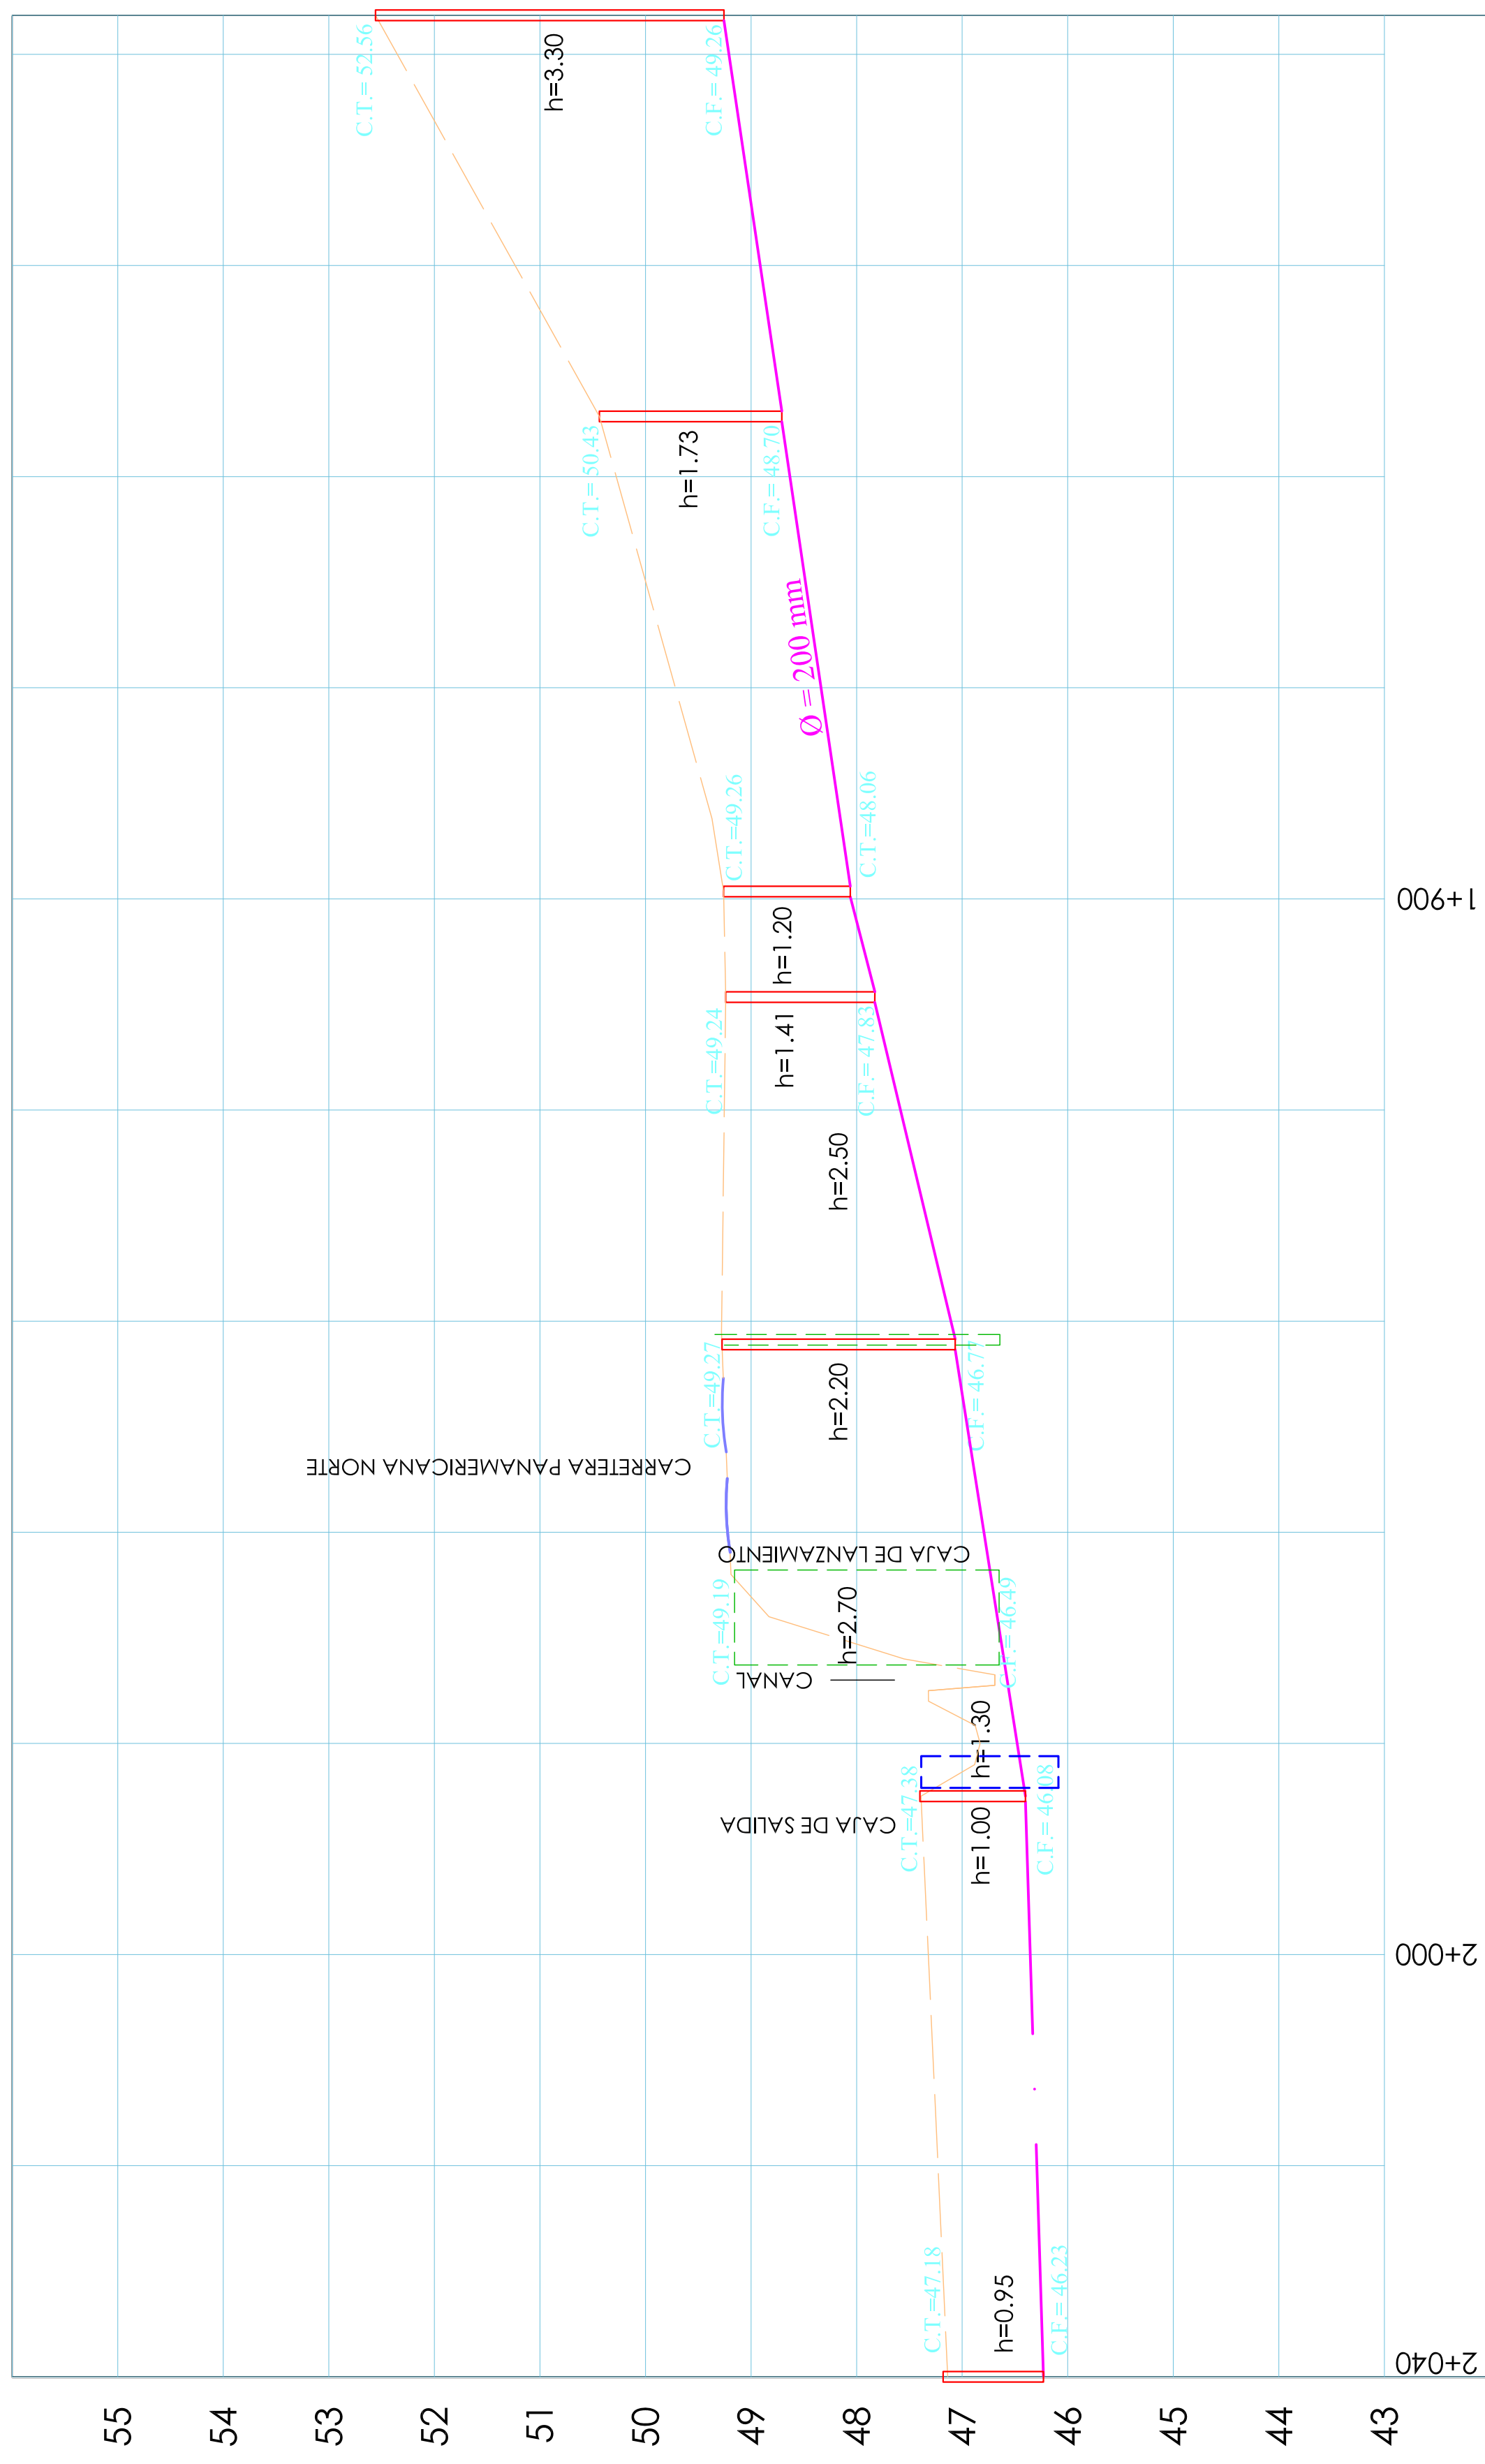 C.T.= 52.56
h=3.30
C.F.= 49.26
C.T.= 50.43
h=1.73
C.F.= 48.70
Ø = 200 mm
C.T.=49.26
C.T.=48.06
h=1.20
1+900
C.T.=49.24
h=1.41
C.F.= 47.83
h=2.50
C.T.=49.27
h=2.20
C.F.= 46.77
CARRETERA PANAMERICANA NORTE
CAJA DE LANZAMIENTO
C.T.=49.19
h=2.70
C.F.= 46.49
CANAL
h=1.30
C.T.=47.38
C.F.= 46.08
CAJA DE SALIDA
h=1.00
2+000
C.T.=47.18
h=0.95
C.F.= 46.23
2+040
55
54
53
52
51
50
49
48
47
46
45
44
43